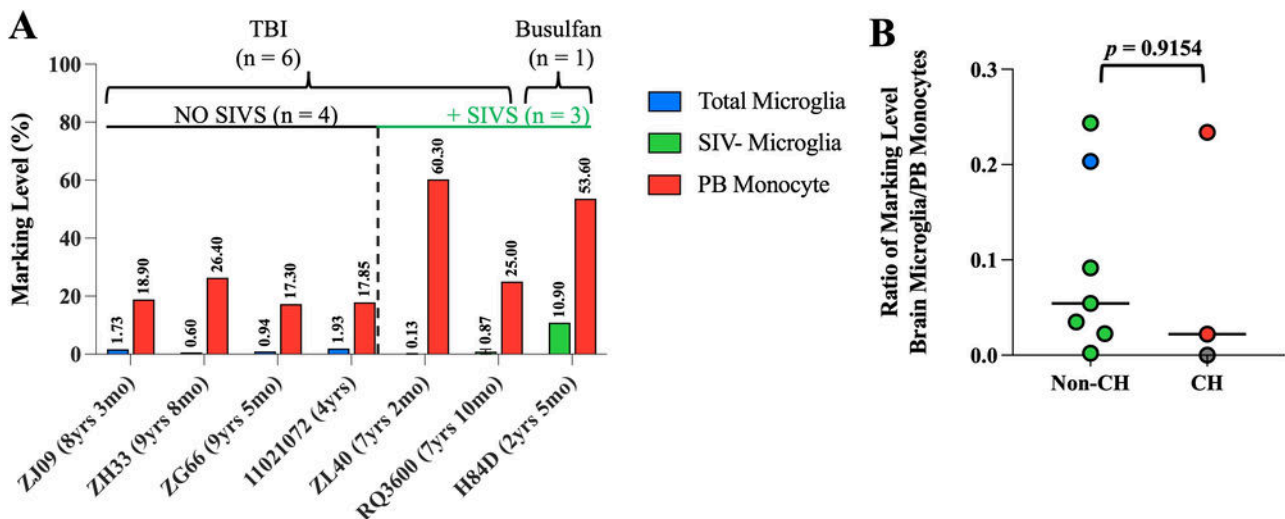 A
TBI
(n = 6)
Busulfan
(n = 1)
NO SIVS (n = 4)
+ SIVS (n = 3)
Marking Level (%)
100
80
60
40
20
0
1.73
18.90
0.60
26.40
0.94
17.30
1.93
17.85
0.13
60.30
0.87
25.00
10.90
53.60
ZJ09 (8yrs 3mo)
ZH33 (9yrs 8mo)
ZG66 (9yrs 5mo)
11021072 (4yrs)
ZL40 (7yrs 2mo)
RQ3600 (7yrs 10mo)
H84D (2yrs 5mo)
Total Microglia
SIV- Microglia
PB Monocyte
B
p = 0.9154
Ratio of Marking Level
Brain Microglia/PB Monocytes
0.3
0.2
0.1
0.0
Non-CH
CH